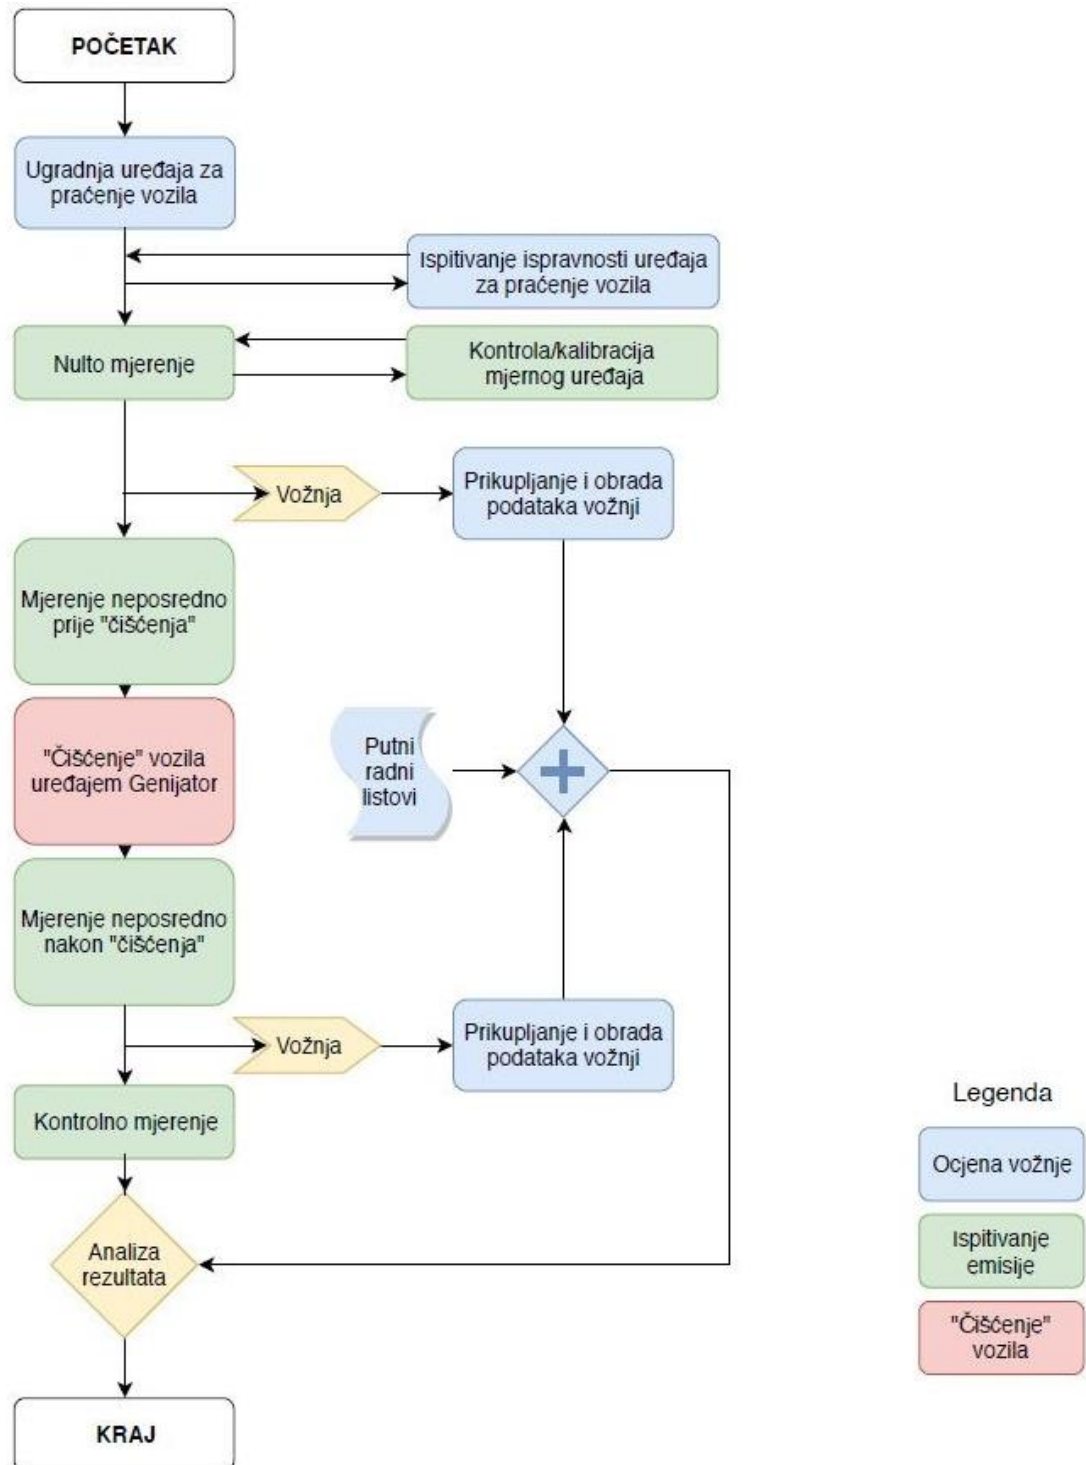 POČETAK
Ugradnja uređaja za
praćenje vozila
Ispitivanje ispravnosti uređaja
za praćenje vozila
Nulto mjerenje
Kontrola/kalibracija
mjernog uređaja
Vožnja
Prikupljanje i obrada
podataka vožnji
Mjerenje neposredno
prije "čišćenja"
"Čišćenje" vozila
uređajem Genijator
Putni
radni
listovi
Mjerenje neposredno
nakon "čišćenja"
Vožnja
Prikupljanje i obrada
podataka vožnji
Kontrolno mjerenje
Analiza
rezultata
KRAJ
Legenda
Ocjena vožnje
Ispitivanje
emisije
"Čišćenje"
vozila